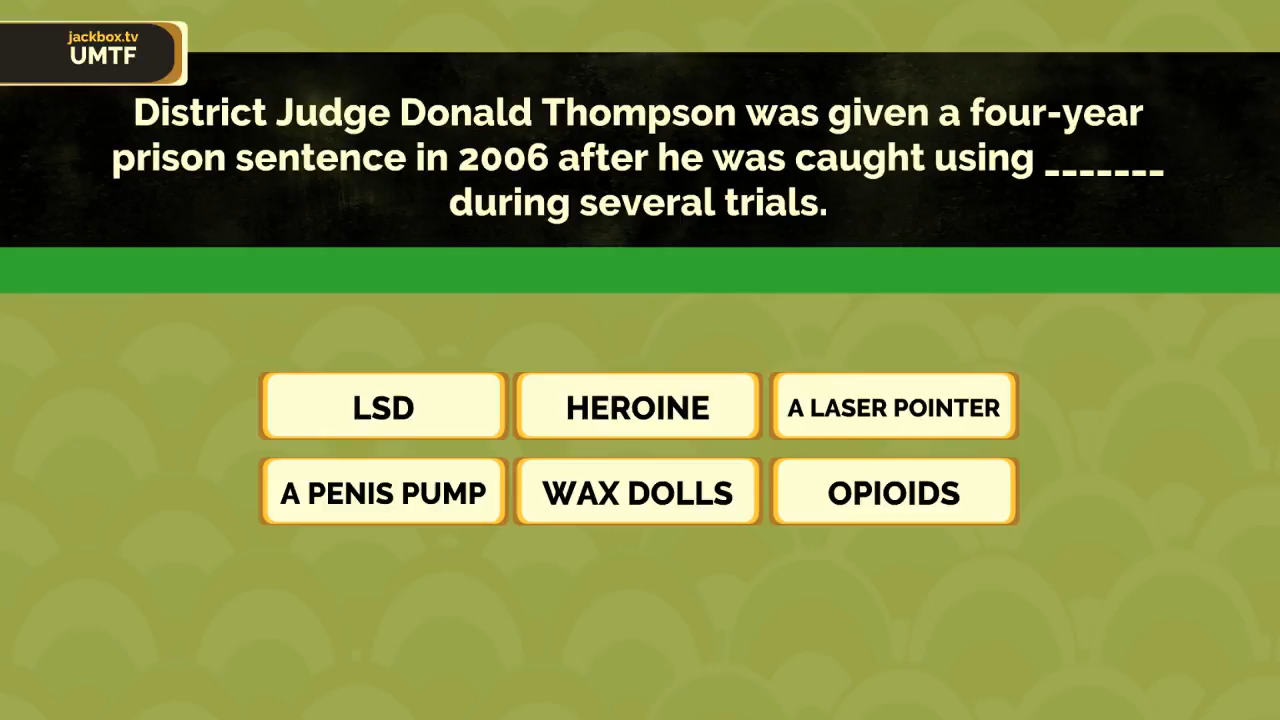 jackbox.tv
UMTF
District Judge Donald Thompson was given a four-year
prison sentence in 2006 after he was caught using _______
during several trials.
LSD
HEROINE
A LASER POINTER
A PENIS PUMP
WAX DOLLS
OPIOIDS